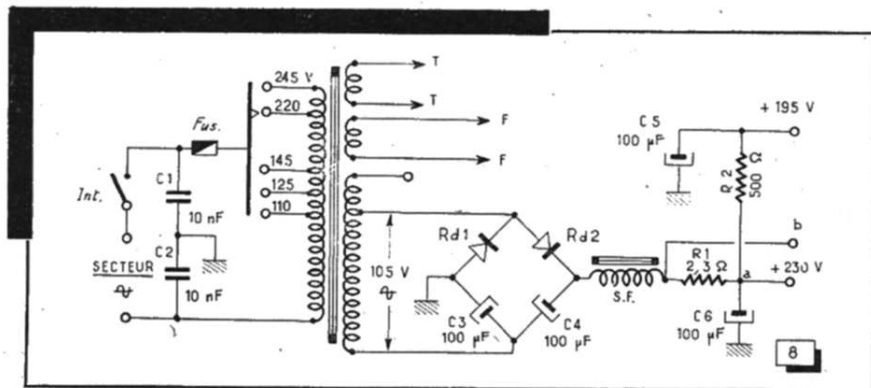 245 V
220
145
125
110
Fus.
Int.
C1
10 nF
C2
10 nF
SECTEUR
T
T
F
F
105 V
Rd1
Rd2
C3
100 µF
C4
100 µF
S.F.
R1
2,3 Ω
a
b
+ 230 V
+ 195 V
C5
100 µF
R2
500 Ω
C6
100 µF
8